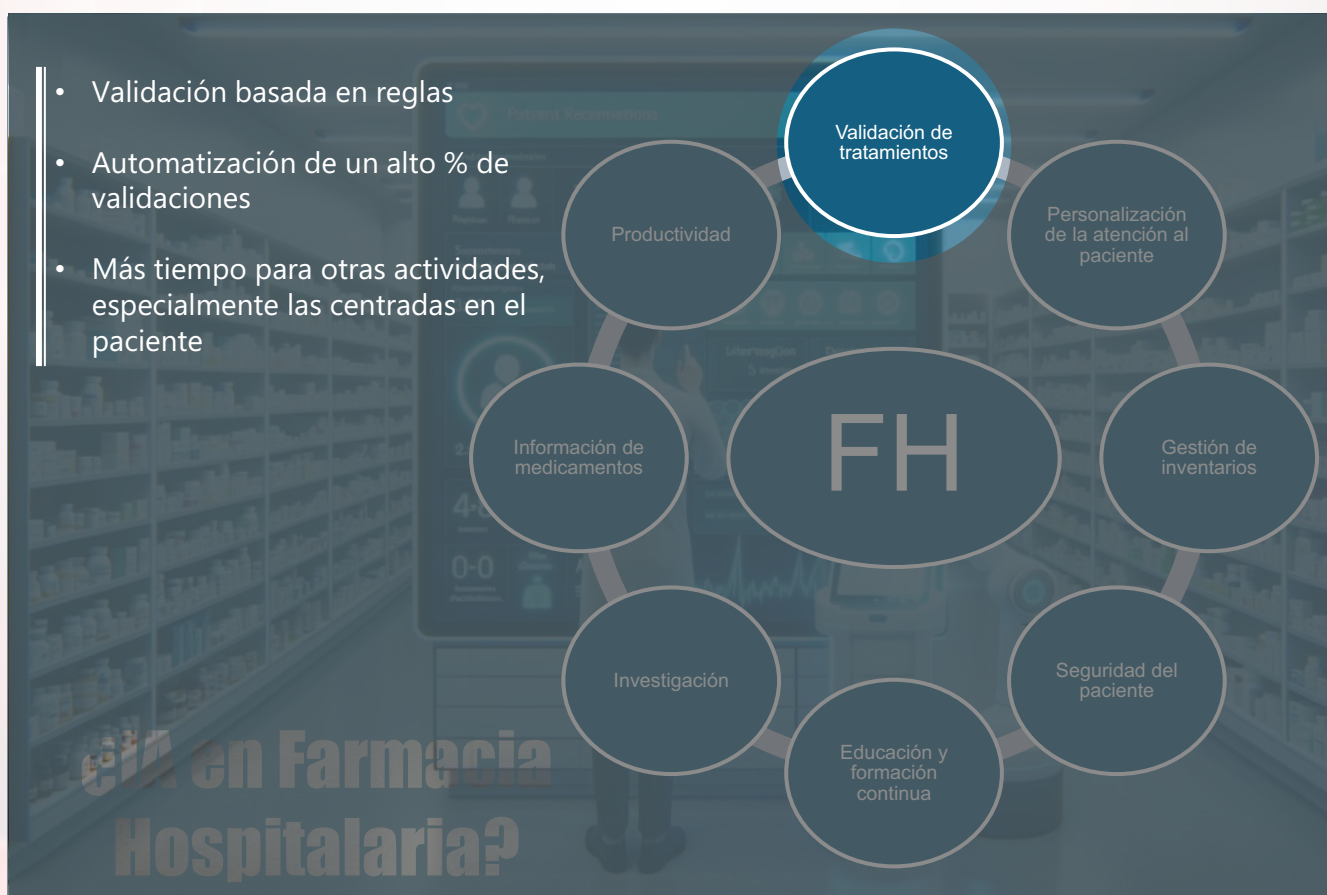 • Validación basada en reglas
• Automatización de un alto % de
validaciones
• Más tiempo para otras actividades,
especialmente las centradas en el
paciente
Validación de
tratamientos
Personalización
de la atención al
paciente
Gestión de
inventarios
Seguridad del
paciente
Educación y
formación
continua
Investigación
Información de
medicamentos
Productividad
FH
¿IA en Farmacia
Hospitalaria?